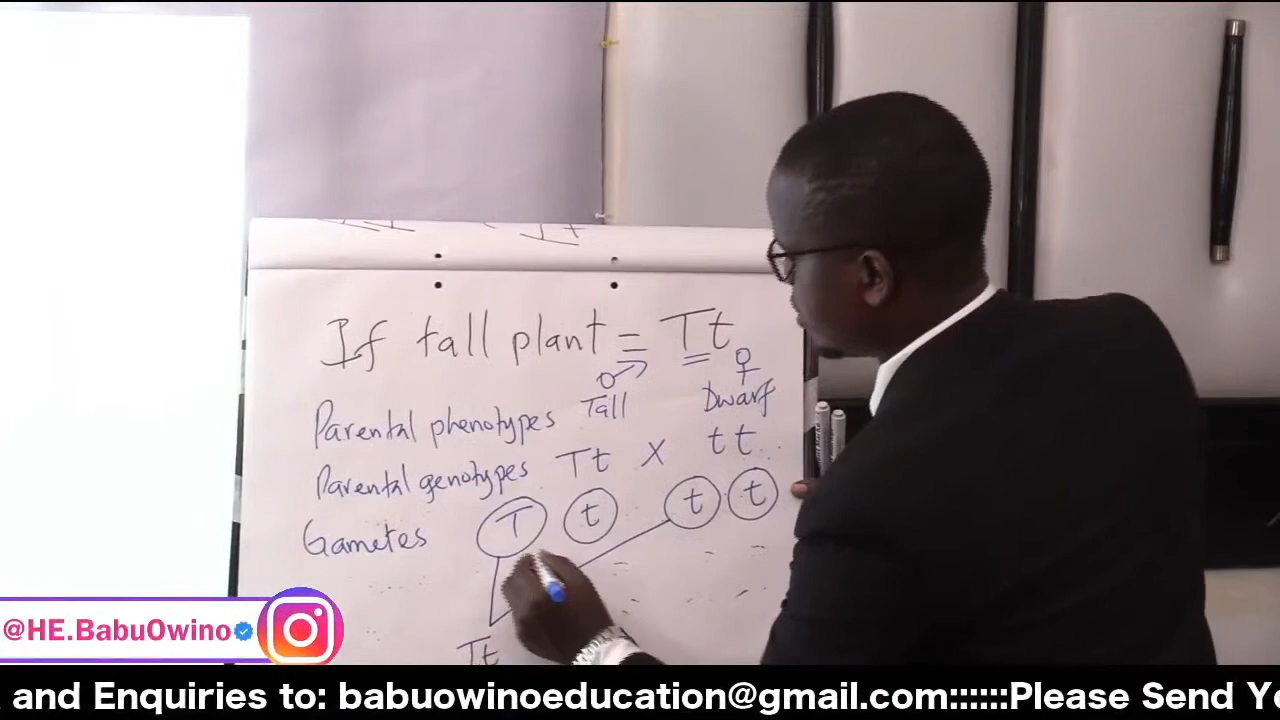 If tall plant = Tt
Parental phenotypes Tall Dwarf
Parental genotypes Tt x tt
Gametes T t t t
Tt
@HE.BabuOwino
and Enquiries to: babuowinoeducation@gmail.com::::::Please Send Yo